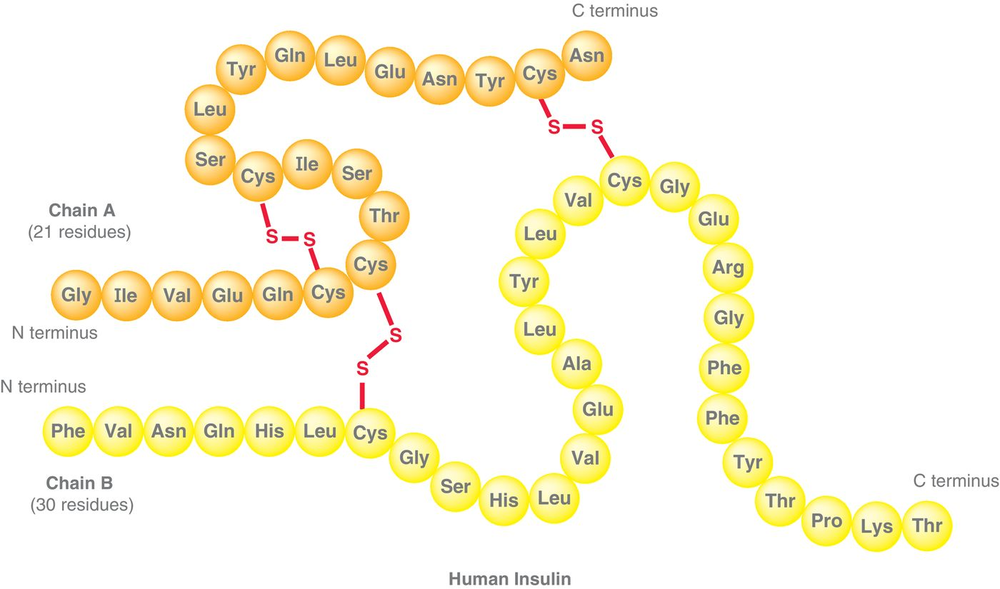 C terminus
Tyr Gln Leu Glu Asn Tyr Cys Asn
Leu
S S
Ser Cys Ile Ser
Chain A
(21 residues)
Thr
S S
Cys
Gly Ile Val Glu Gln Cys
N terminus
S
S
N terminus
Phe Val Asn Gln His Leu Cys
Gly
Ser
His
Leu
Val
Glu
Ala
Leu
Tyr
Leu
Val
Cys
Gly
Glu
Arg
Gly
Phe
Phe
Tyr
Thr
Pro
Lys
Thr
Chain B
(30 residues)
C terminus
Human Insulin